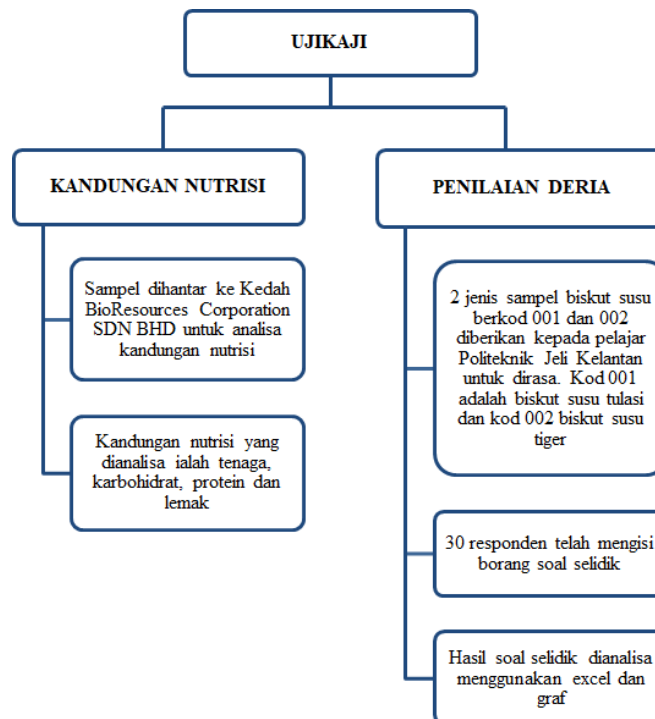 UJIKAJI
KANDUNGAN NUTRISI
Sampel dihantar ke Kedah
BioResources Corporation
SDN BHD untuk analisa
kandungan nutrisi
Kandungan nutrisi yang
dianalisa ialah tenaga,
karbohidrat, protein dan
lemak
PENILAIAN DERIA
2 jenis sampel biskut susu
berkod 001 dan 002
diberikan kepada pelajar
Politeknik Jeli Kelantan
untuk dirasa. Kod 001
adalah biskut susu tulasi
dan kod 002 biskut susu
tiger
30 responden telah mengisi
borang soal selidik
Hasil soal selidik dianalisa
menggunakan excel dan
graf